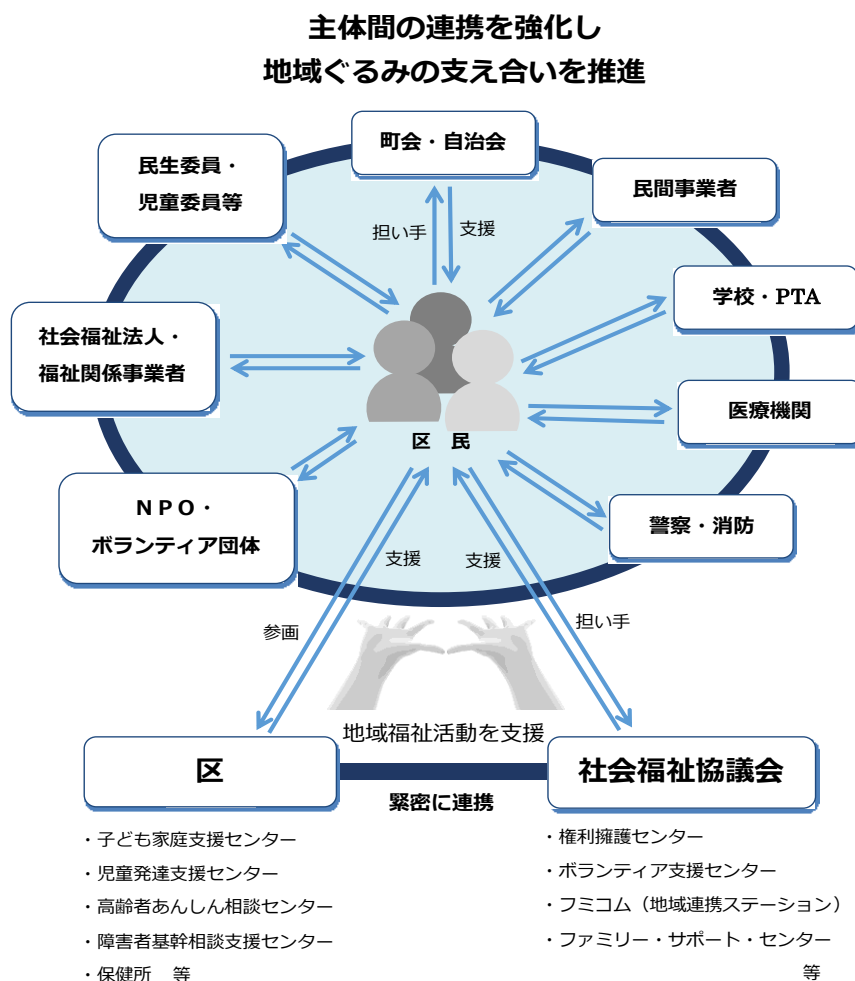 主体間の連携を強化し
地域ぐるみの支え合いを推進
町会・自治会
民生委員・
児童委員等
民間事業者
担い手
支援
学校・PTA
社会福祉法人・
福祉関係事業者
医療機関
区 民
NPO・
ボランティア団体
警察・消防
支援
支援
参画
担い手
地域福祉活動を支援
区
社会福祉協議会
緊密に連携
・子ども家庭支援センター
・児童発達支援センター
・高齢者あんしん相談センター
・障害者基幹相談支援センター
・保健所 等
・権利擁護センター
・ボランティア支援センター
・フミコム（地域連携ステーション）
・ファミリー・サポート・センター
等